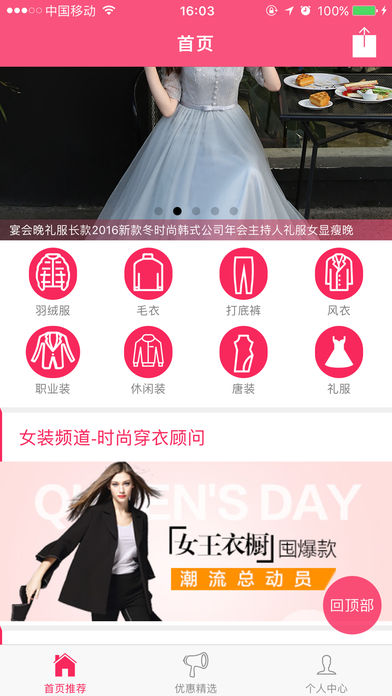 中国移动 16:03 100%
首页
宴会晚礼服长款2016新款冬时尚韩式公司年会主持人礼服女显瘦晚
羽绒服 毛衣 打底裤 风衣
职业装 休闲装 唐装 礼服
女装频道-时尚穿衣顾问
QUEEN'S DAY
「女王衣橱」囤爆款
潮流总动员
回顶部
首页推荐 优惠精选 个人中心